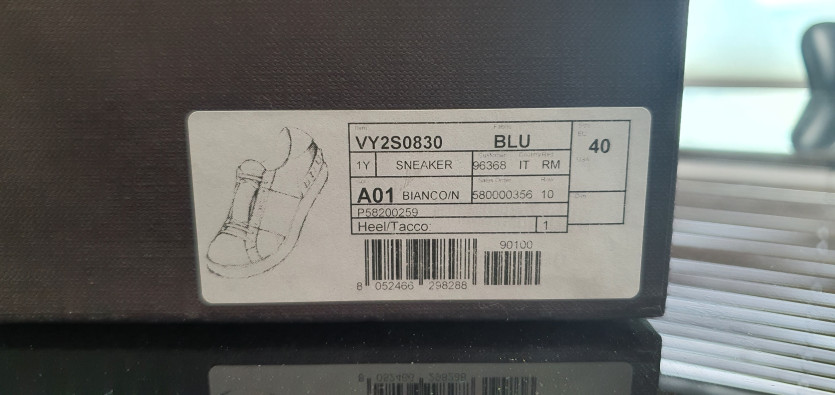 VY2S0830 BLU 40
1Y SNEAKER 96368 IT RM
A01 BIANCO/N 580000356 10
P58200259
Heel/Tacco: 1
90100
8 052466 298288